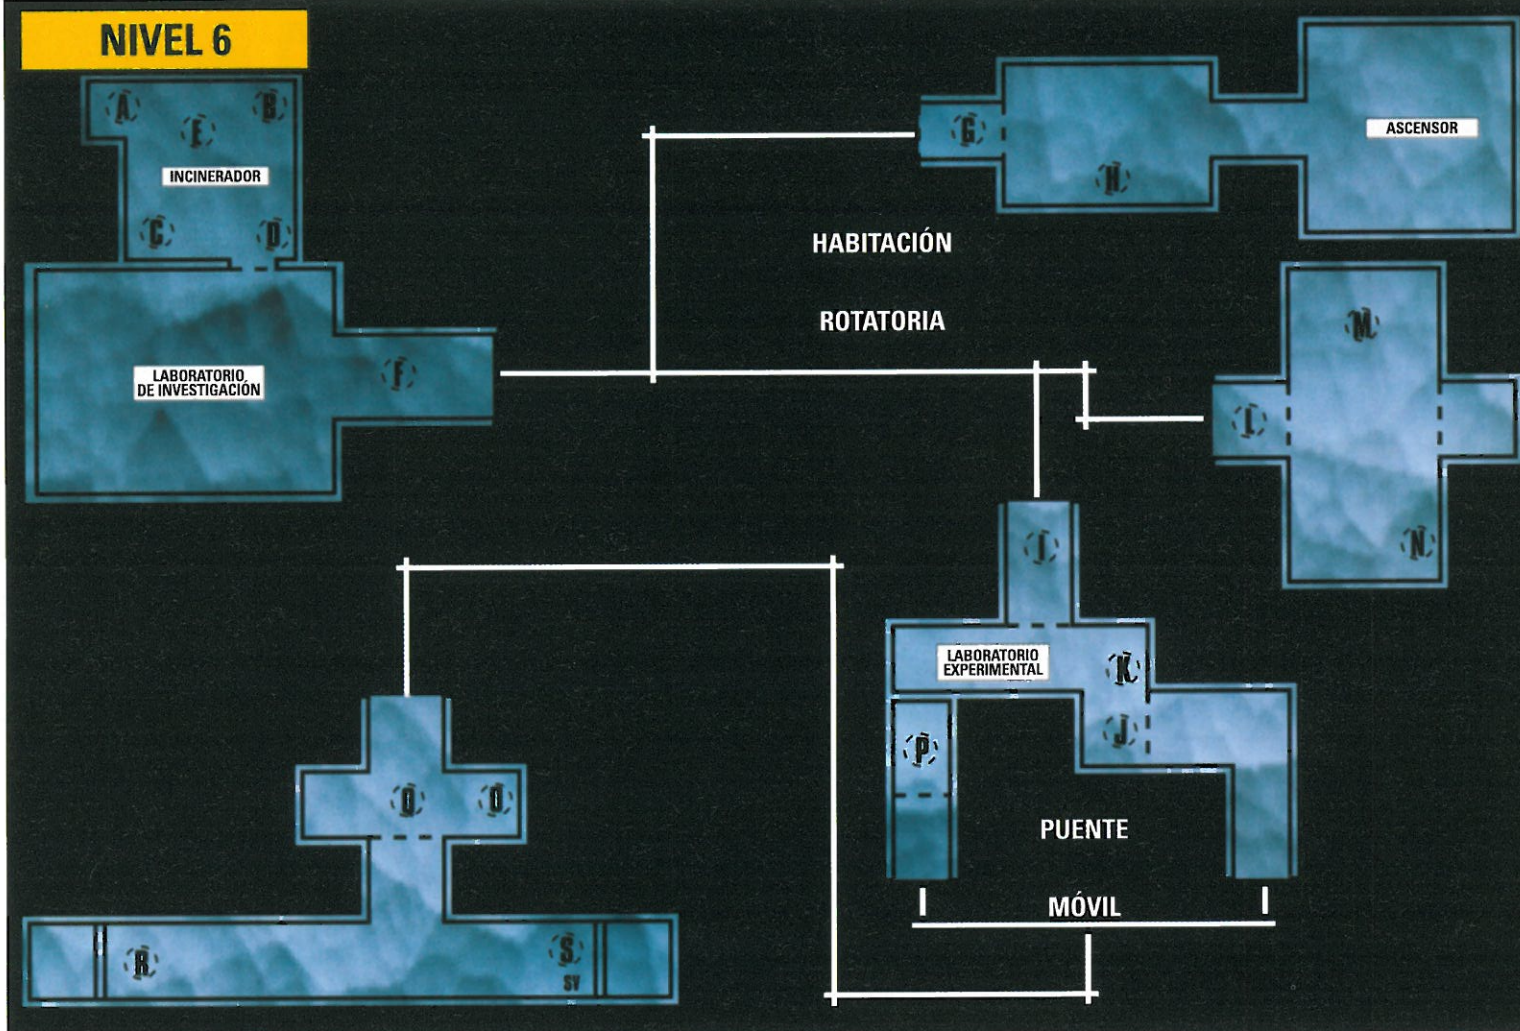 NIVEL 6
A
B
E
INCINERADOR
C
D
LABORATORIO
DE INVESTIGACIÓN
F
G
H
ASCENSOR
HABITACIÓN
ROTATORIA
M
L
N
I
LABORATORIO
EXPERIMENTAL
K
J
P
PUENTE
MÓVIL
R
S
SV